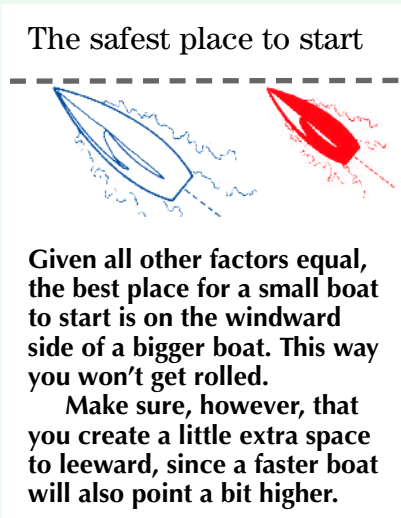 The safest place to start
Given all other factors equal,
the best place for a small boat
to start is on the windward
side of a bigger boat. This way
you won’t get rolled.
Make sure, however, that
you create a little extra space
to leeward, since a faster boat
will also point a bit higher.